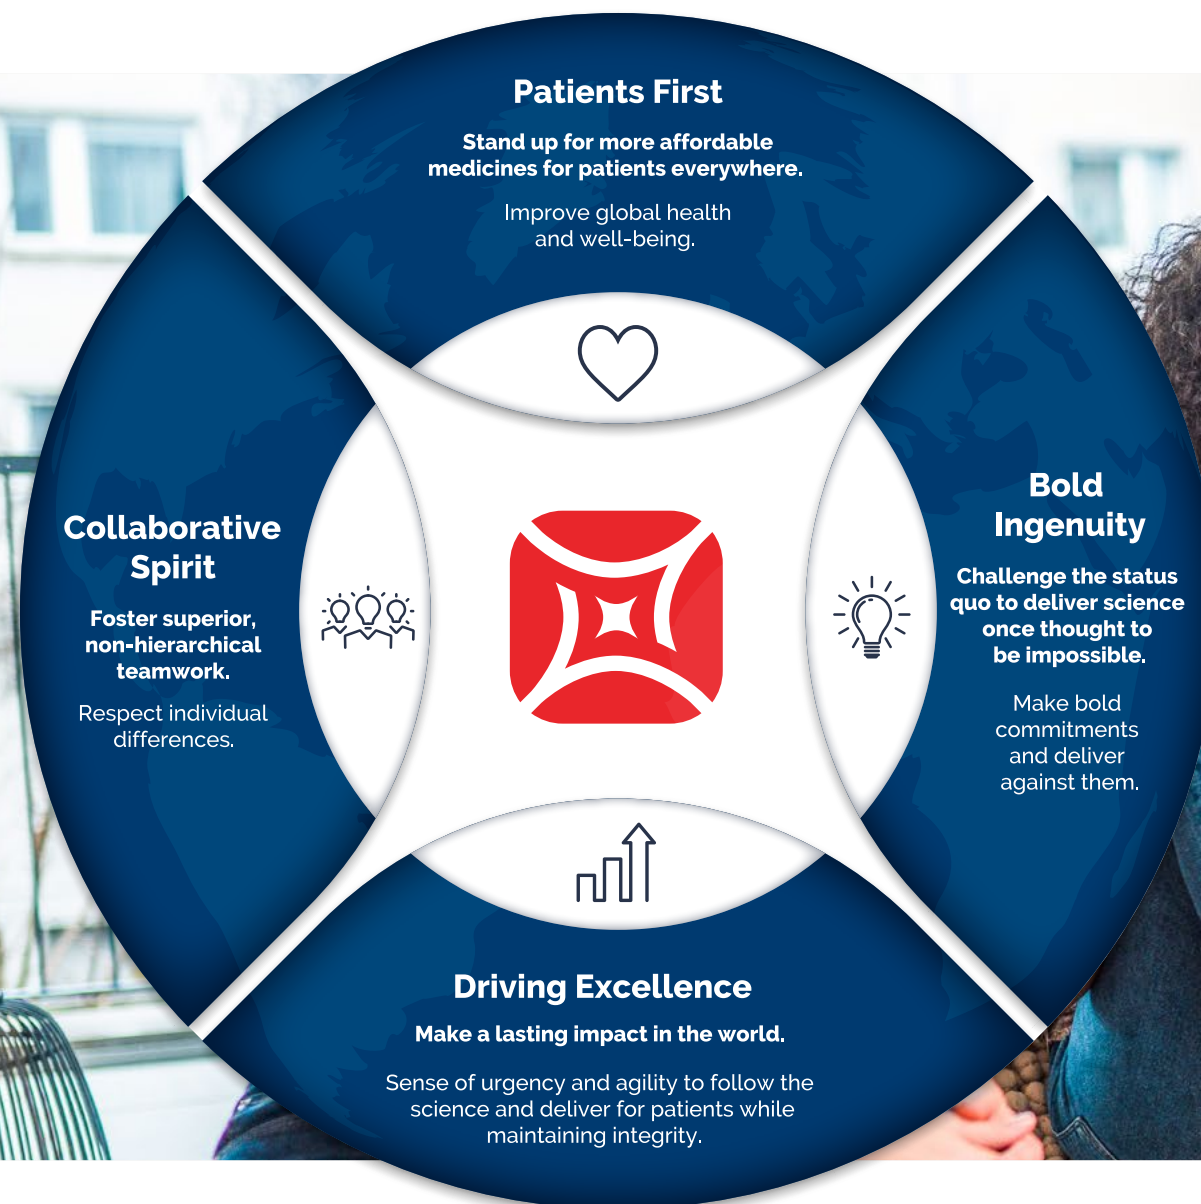 Patients First
Stand up for more affordable
medicines for patients everywhere.
Improve global health
and well-being.
Collaborative
Spirit
Foster superior,
non-hierarchical
teamwork.
Respect individual
differences.
Bold
Ingenuity
Challenge the status
quo to deliver science
once thought to
be impossible.
Make bold
commitments
and deliver
against them.
Driving Excellence
Make a lasting impact in the world.
Sense of urgency and agility to follow the
science and deliver for patients while
maintaining integrity.